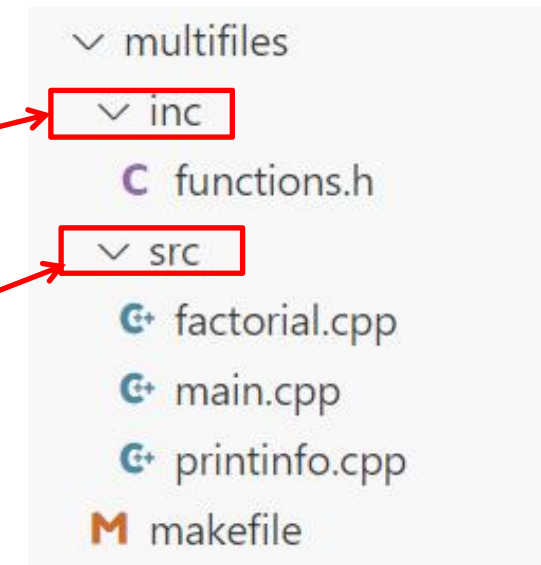 multifiles
inc
C functions.h
src
C+ factorial.cpp
C+ main.cpp
C+ printinfo.cpp
M makefile